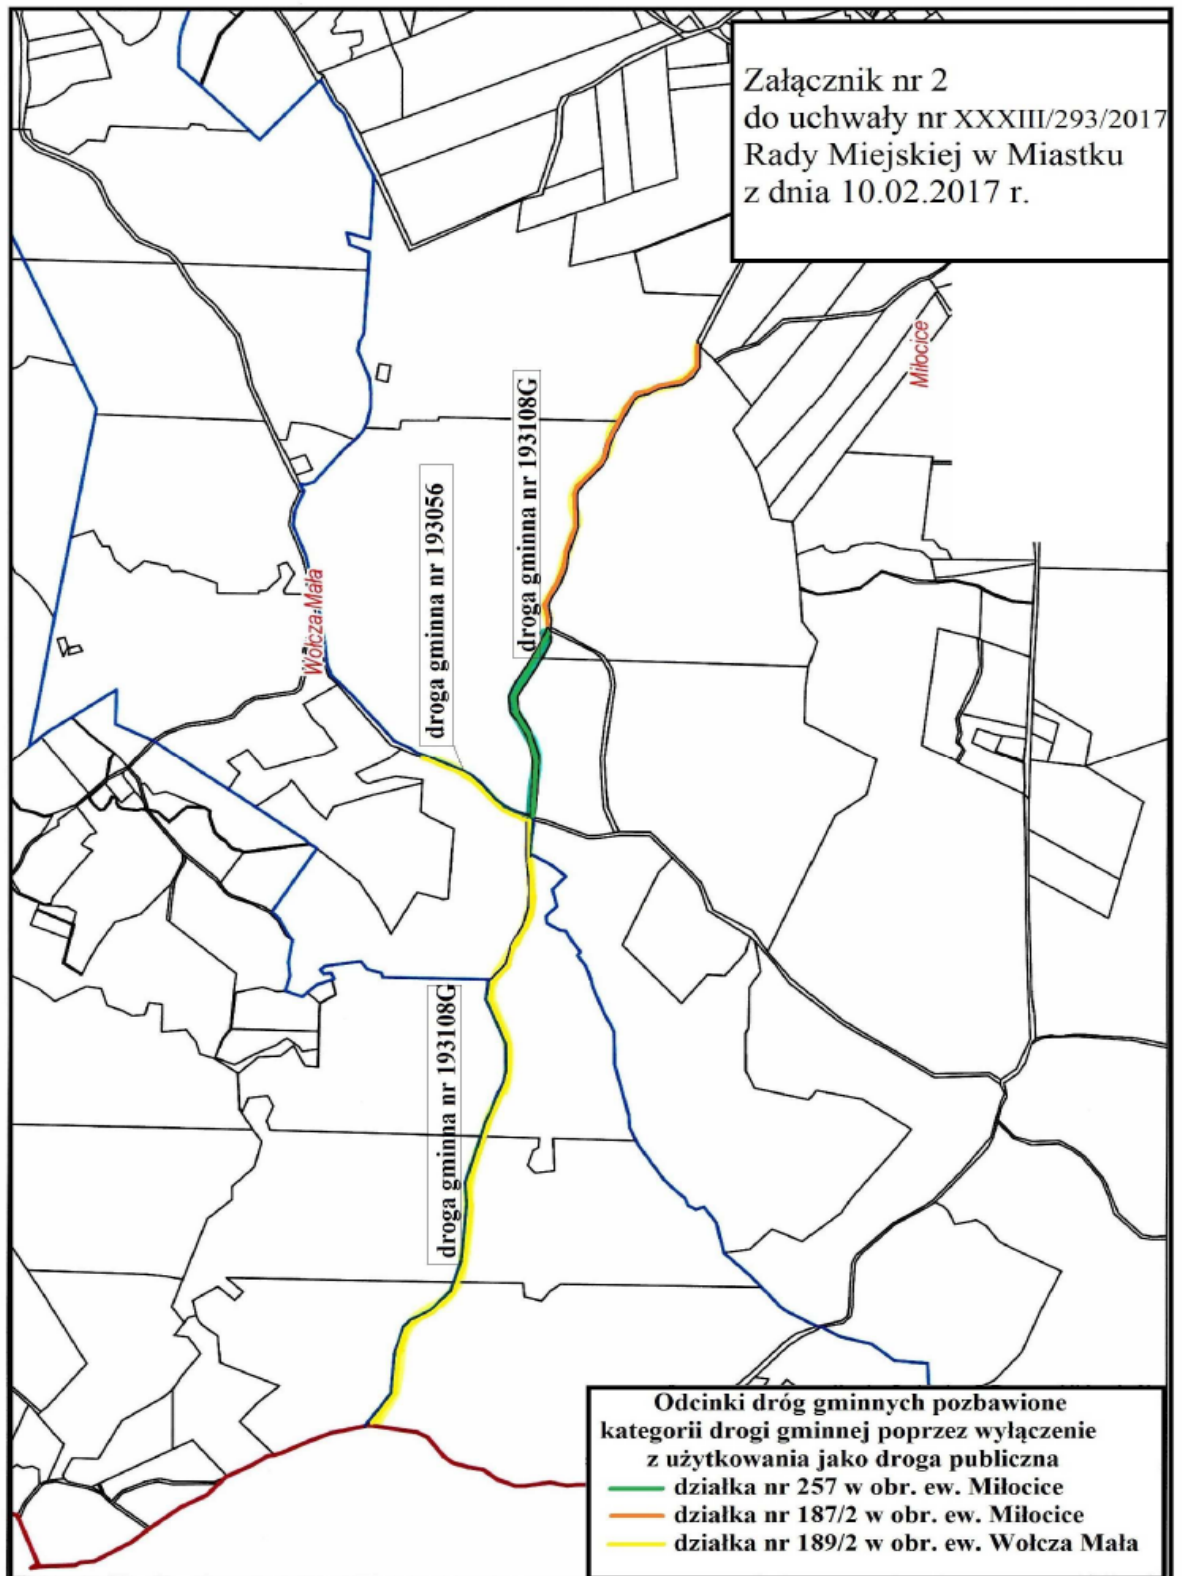 Załącznik nr 2
do uchwały nr XXXIII/293/2017
Rady Miejskiej w Miastku
z dnia 10.02.2017 r.
Miłocice
droga gminna nr 193108G
droga gminna nr 193056
Wołcza Mała
droga gminna nr 193108G
Odcinki dróg gminnych pozbawione
kategorii drogi gminnej poprzez wyłączenie
z użytkowania jako droga publiczna
działka nr 257 w obr. ew. Miłocice
działka nr 187/2 w obr. ew. Miłocice
działka nr 189/2 w obr. ew. Wołcza Mała